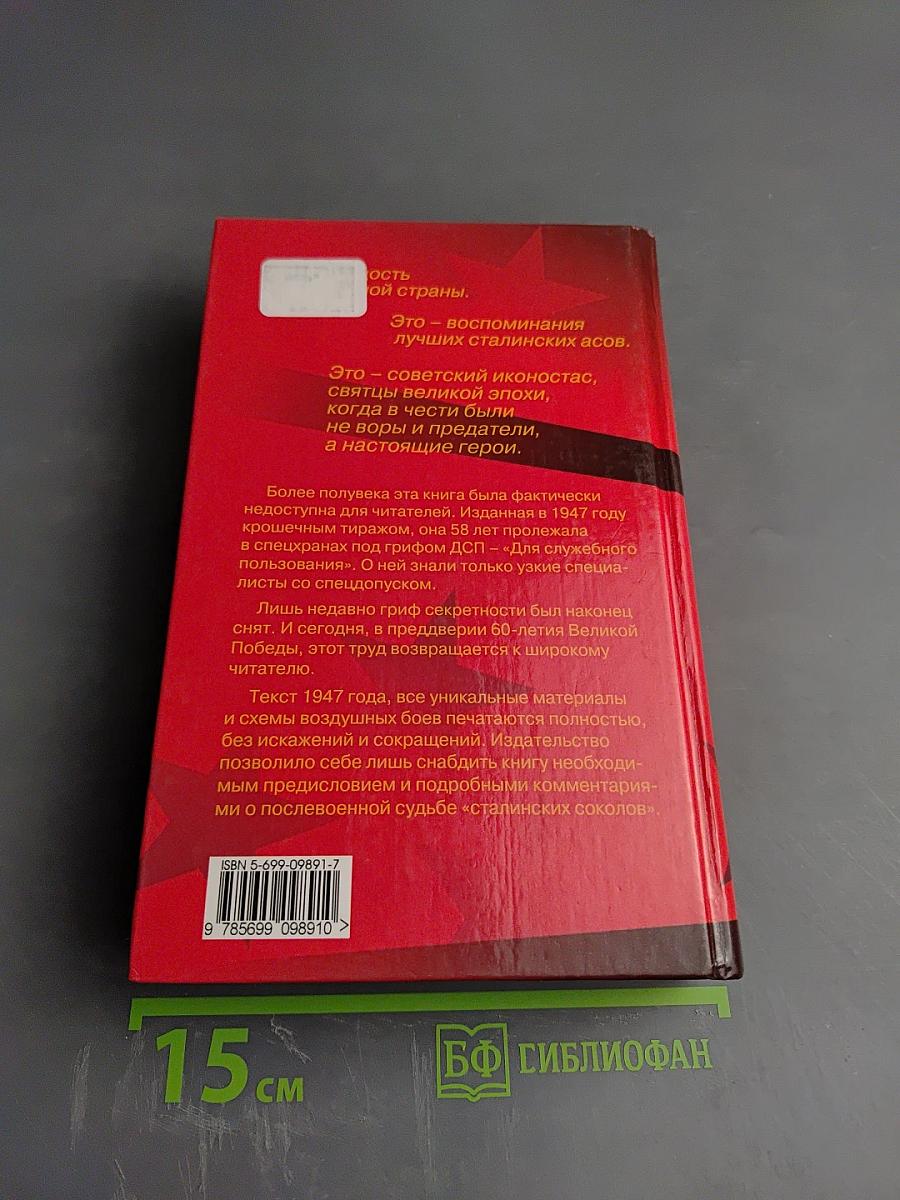 страны.
Это – воспоминания
лучших сталинских асов.
Это – советский иконостас,
святцы великой эпохи,
когда в чести были
не воры и предатели,
а настоящие герои.
Более полувека эта книга была фактически
недоступна для читателей. Изданная в 1947 году
крошечным тиражом, она 58 лет пролежала
в спецхранах под грифом ДСП – «Для служебного
пользования». О ней знали только узкие специа-
листы со спецдопуском.
Лишь недавно гриф секретности был наконец
снят. И сегодня, в преддверии 60-летия Великой
Победы, этот труд возвращается к широкому
читателю.
Текст 1947 года, все уникальные материалы
и схемы воздушных боев печатаются полностью,
без искажений и сокращений. Издательство
позволило себе лишь снабдить книгу необходи-
мым предисловием и подробными комментария-
ми о послевоенной судьбе «сталинских соколов».
ISBN 5-699-09891-7
9 785699 098910 >
15 см
БФ